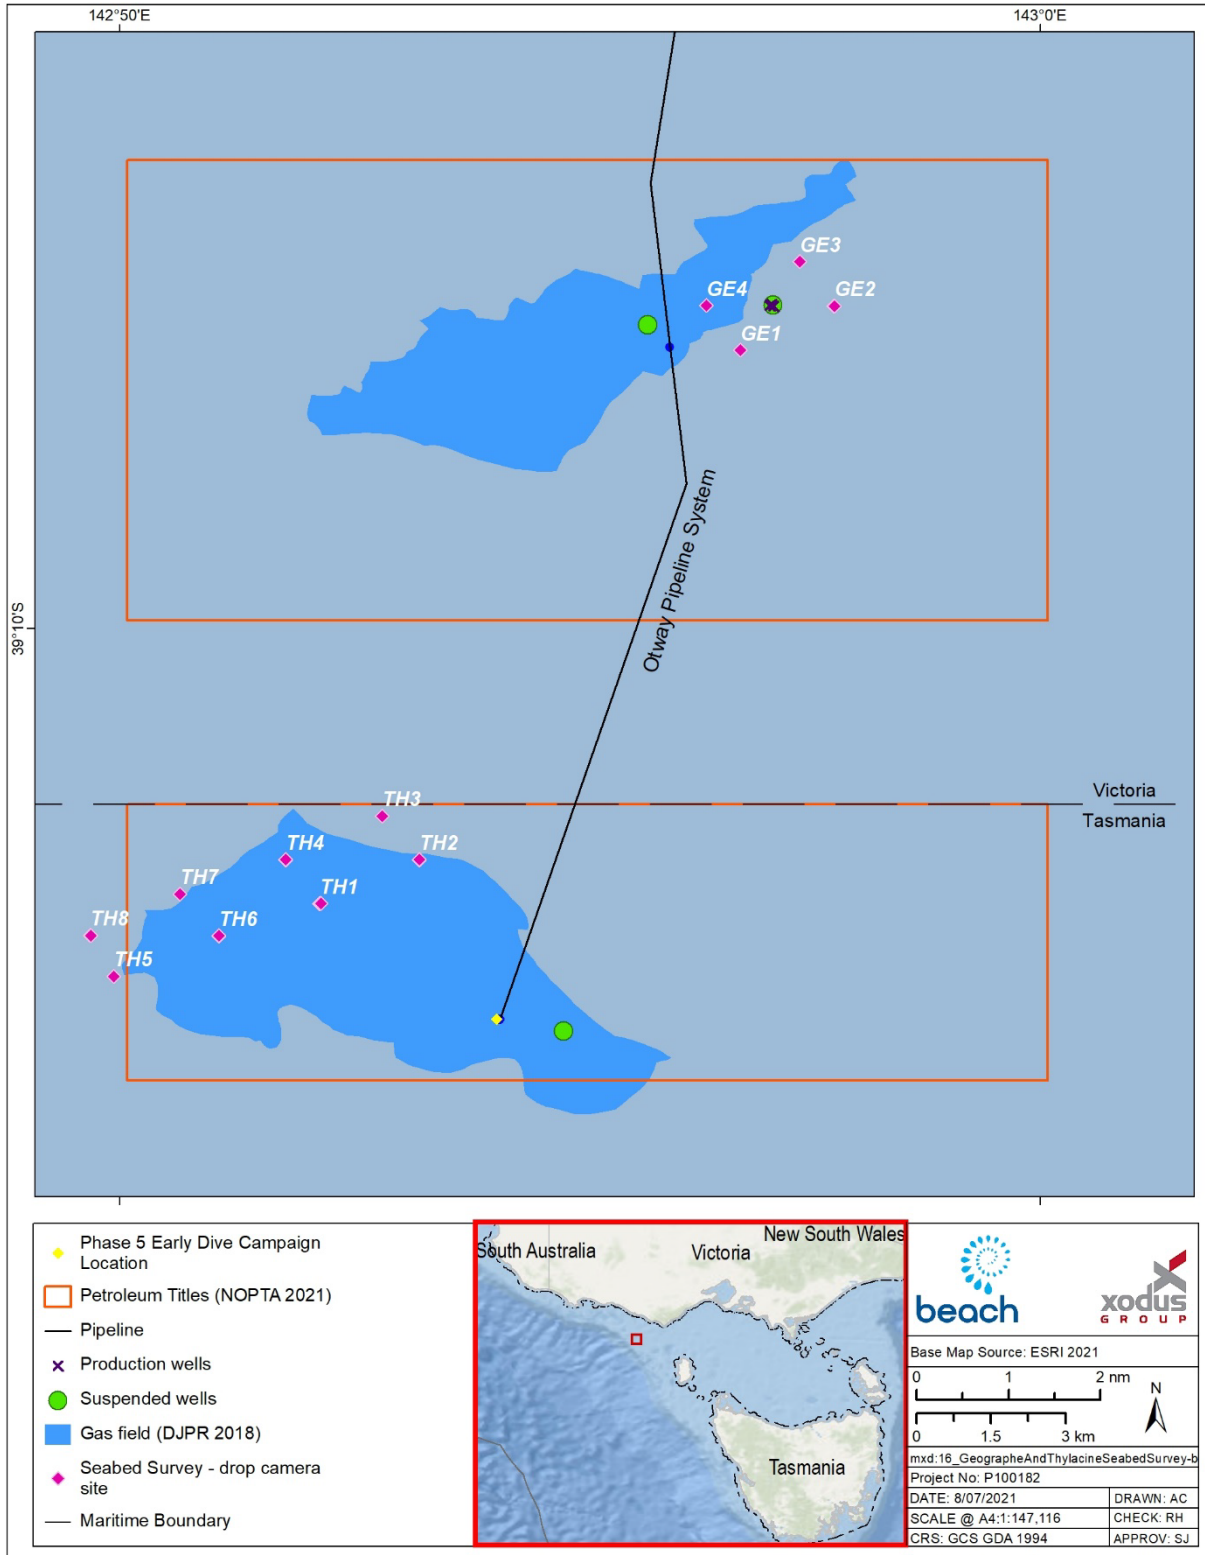 142°50'E
143°0'E
GE3
GE4
GE2
GE1
Otway Pipeline System
39°10'S
Victoria
Tasmania
TH3
TH4
TH2
TH7
TH1
TH8
TH6
TH5
Phase 5 Early Dive Campaign
Location
Petroleum Titles (NOPTA 2021)
Pipeline
Production wells
Suspended wells
Gas field (DJPR 2018)
Seabed Survey - drop camera
site
Maritime Boundary
New South Wales
South Australia
Victoria
Tasmania
beach
xodus
GROUP
Base Map Source: ESRI 2021
0 1 2 nm
N
0 1.5 3 km
mxd:16_GeographeAndThylacineSeabedSurvey-b
Project No: P100182
DATE: 8/07/2021
DRAWN: AC
SCALE @ A4:1:147,116
CHECK: RH
CRS: GCS GDA 1994
APPROV: SJ